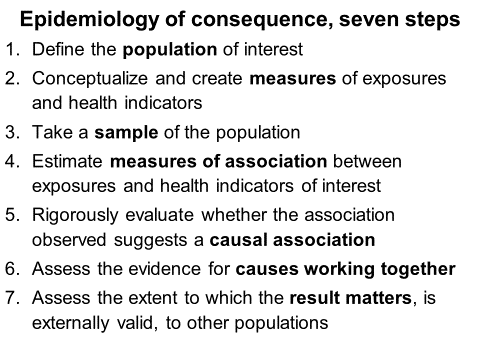 Epidemiology of consequence, seven steps
1. Define the population of interest
2. Conceptualize and create measures of exposures
and health indicators
3. Take a sample of the population
4. Estimate measures of association between
exposures and health indicators of interest
5. Rigorously evaluate whether the association
observed suggests a causal association
6. Assess the evidence for causes working together
7. Assess the extent to which the result matters, is
externally valid, to other populations